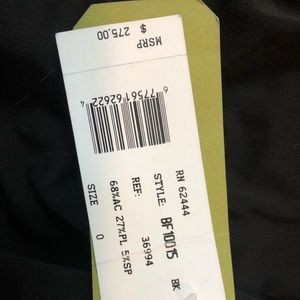 MSRP
$ 275.00
6 77561 62622 4
RN 62444
STYLE: BF10D15 BK
REF: 36994
68%AC 27%PL 5%SP
SIZE 0